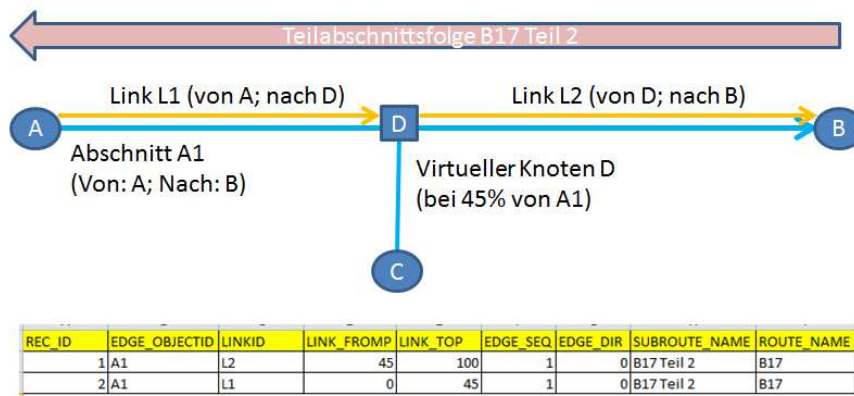 Teilabschnittsfolge B17 Teil 2
Link L1 (von A; nach D)
Link L2 (von D; nach B)
A
D
B
Abschnitt A1
(Von: A; Nach: B)
Virtueller Knoten D
(bei 45% von A1)
C
REC_ID EDGE_OBJECTID LINKID LINK_FROMP LINK_TOP EDGE_SEQ EDGE_DIR SUBROUTE_NAME ROUTE_NAME
1 A1 L2 45 100 1 0 B17 Teil 2 B17
2 A1 L1 0 45 1 0 B17 Teil 2 B17